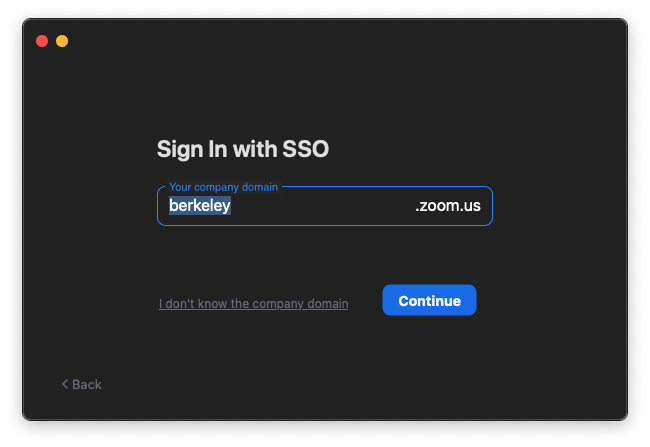 Sign In with SSO
Your company domain
berkeley .zoom.us
I don't know the company domain Continue
< Back